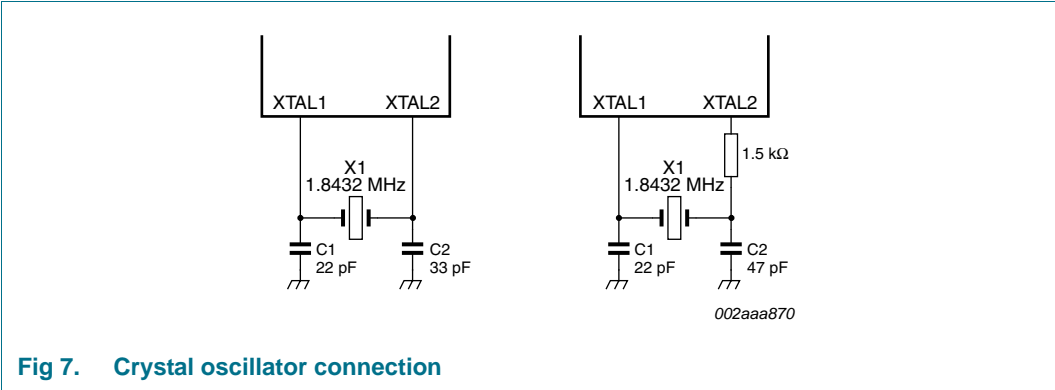 XTAL1 XTAL2
X1
1.8432 MHz
C1
22 pF
C2
33 pF
XTAL1 XTAL2
1.5 kΩ
X1
1.8432 MHz
C1
22 pF
C2
47 pF
002aaa870
Fig 7. Crystal oscillator connection